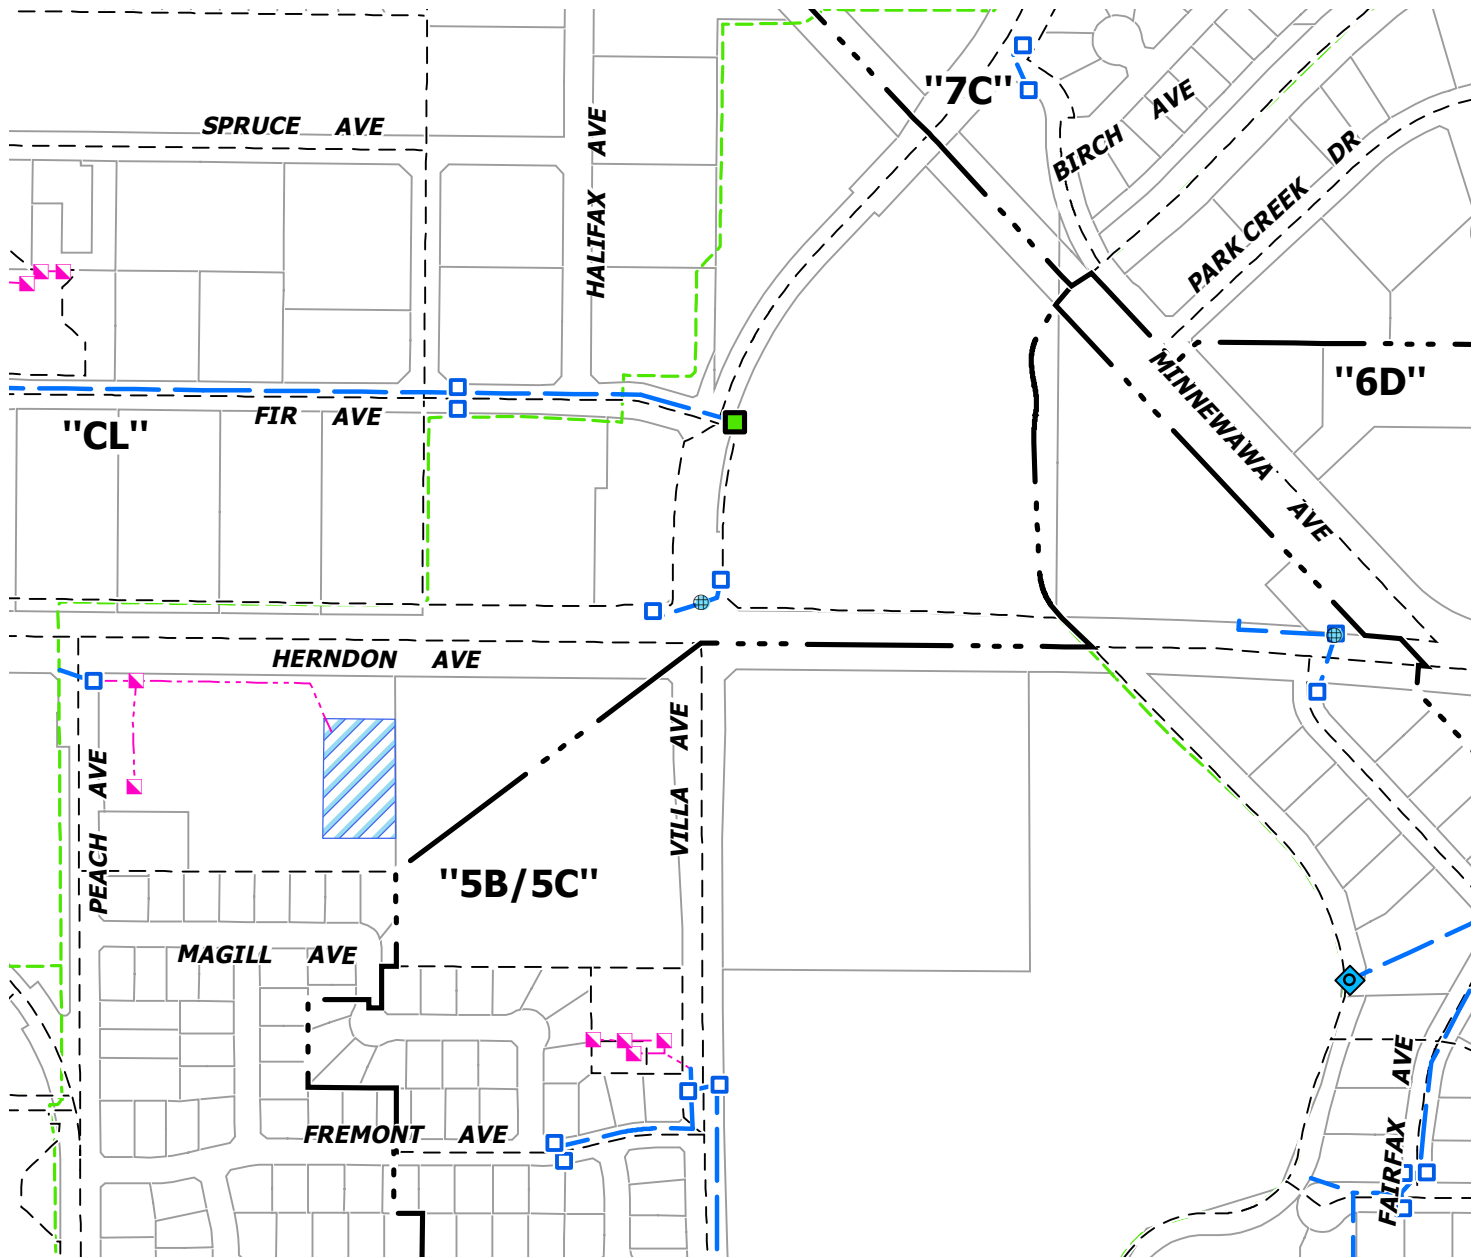 "7C"
SPRUCE AVE
HALIFAX AVE
BIRCH AVE
PARK CREEK DR
"6D"
MINNEWAWA AVE
"CL"
FIR AVE
HERNDON AVE
PEACH AVE
VILLA AVE
"5B/5C"
MAGILL AVE
FREMONT AVE
FAIRFAX AVE